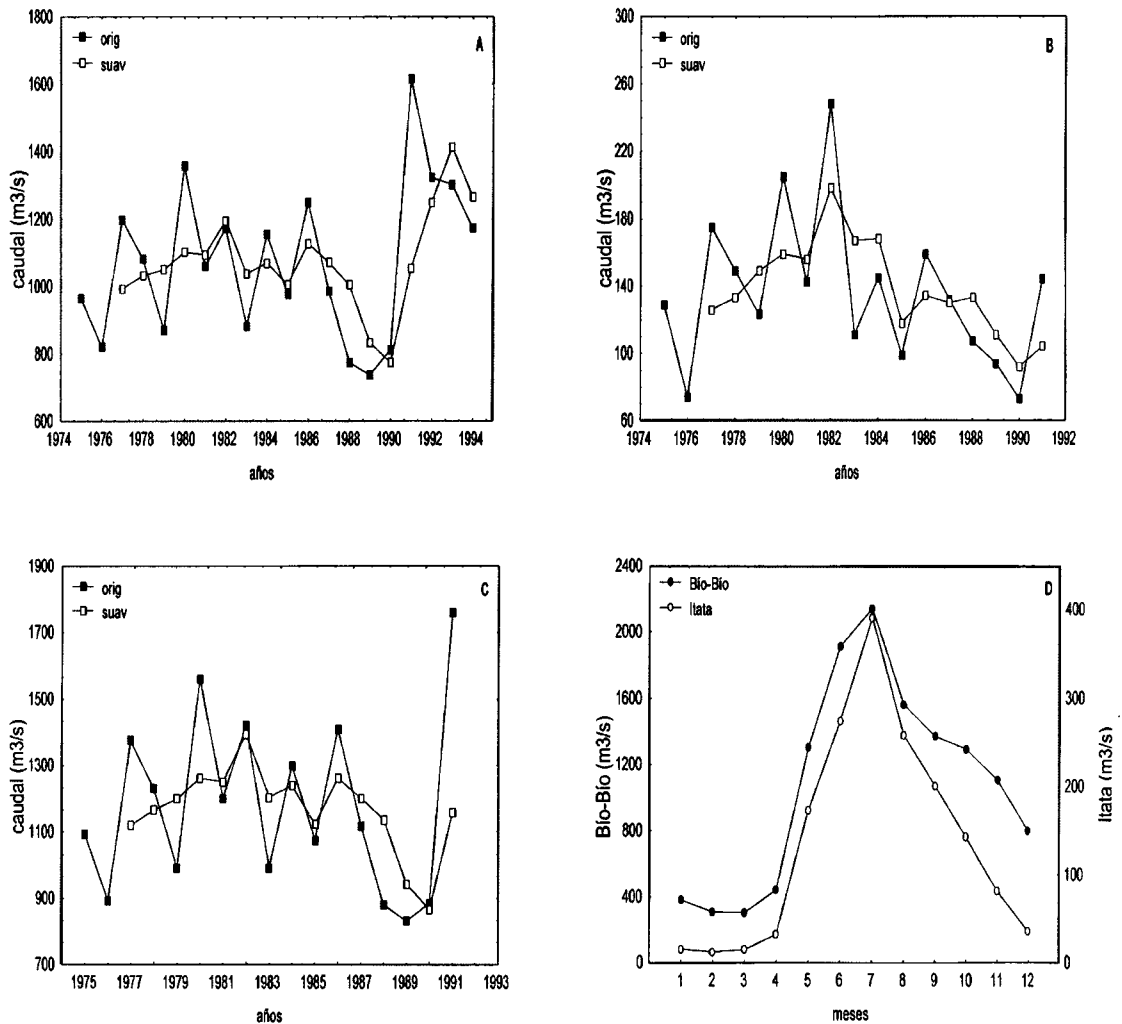 A
orig
suav
caudal (m3/s)
1800
1600
1400
1200
1000
800
600
1974 1976 1978 1980 1982 1984 1986 1988 1990 1992 1994
años
B
orig
suav
caudal (m3/s)
300
260
220
180
140
100
60
1974 1976 1978 1980 1982 1984 1986 1988 1990 1992
años
C
orig
suav
caudal (m3/s)
1900
1700
1500
1300
1100
900
700
1975 1977 1979 1981 1983 1985 1987 1989 1991 1993
años
D
Bío-Bío
Itata
Bío-Bío (m3/s)
2400
2000
1600
1200
800
400
0
Itata (m3/s)
400
300
200
100
0
1 2 3 4 5 6 7 8 9 10 11 12
meses